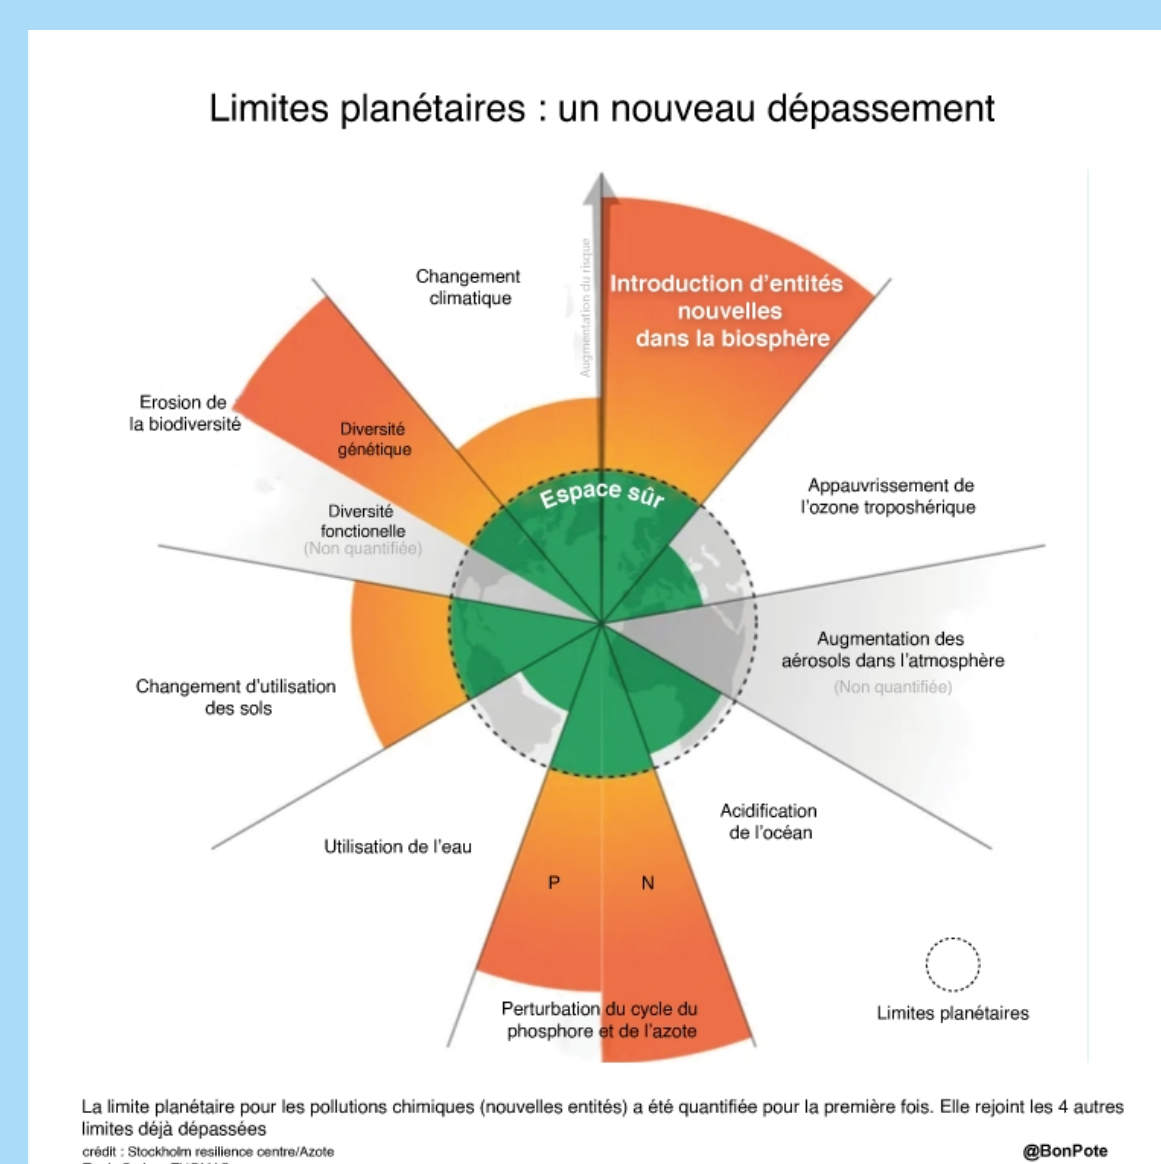 Limites planétaires : un nouveau dépassement
Changement
climatique
Augmentation du risque
Introduction d'entités
nouvelles
dans la biosphère
Erosion de
la biodiversité
Diversité
génétique
Diversité
fonctionelle
(Non quantifiée)
Espace sûr
Appauvrissement de
l'ozone troposhérique
Augmentation des
aérosols dans l'atmosphère
(Non quantifiée)
Changement d'utilisation
des sols
Utilisation de l'eau
Acidification
de l'océan
P
N
Perturbation du cycle du
phosphore et de l'azote
Limites planétaires
La limite planétaire pour les pollutions chimiques (nouvelles entités) a été quantifiée pour la première fois. Elle rejoint les 4 autres
limites déjà dépassées
crédit : Stockholm resilience centre/Azote
@BonPote